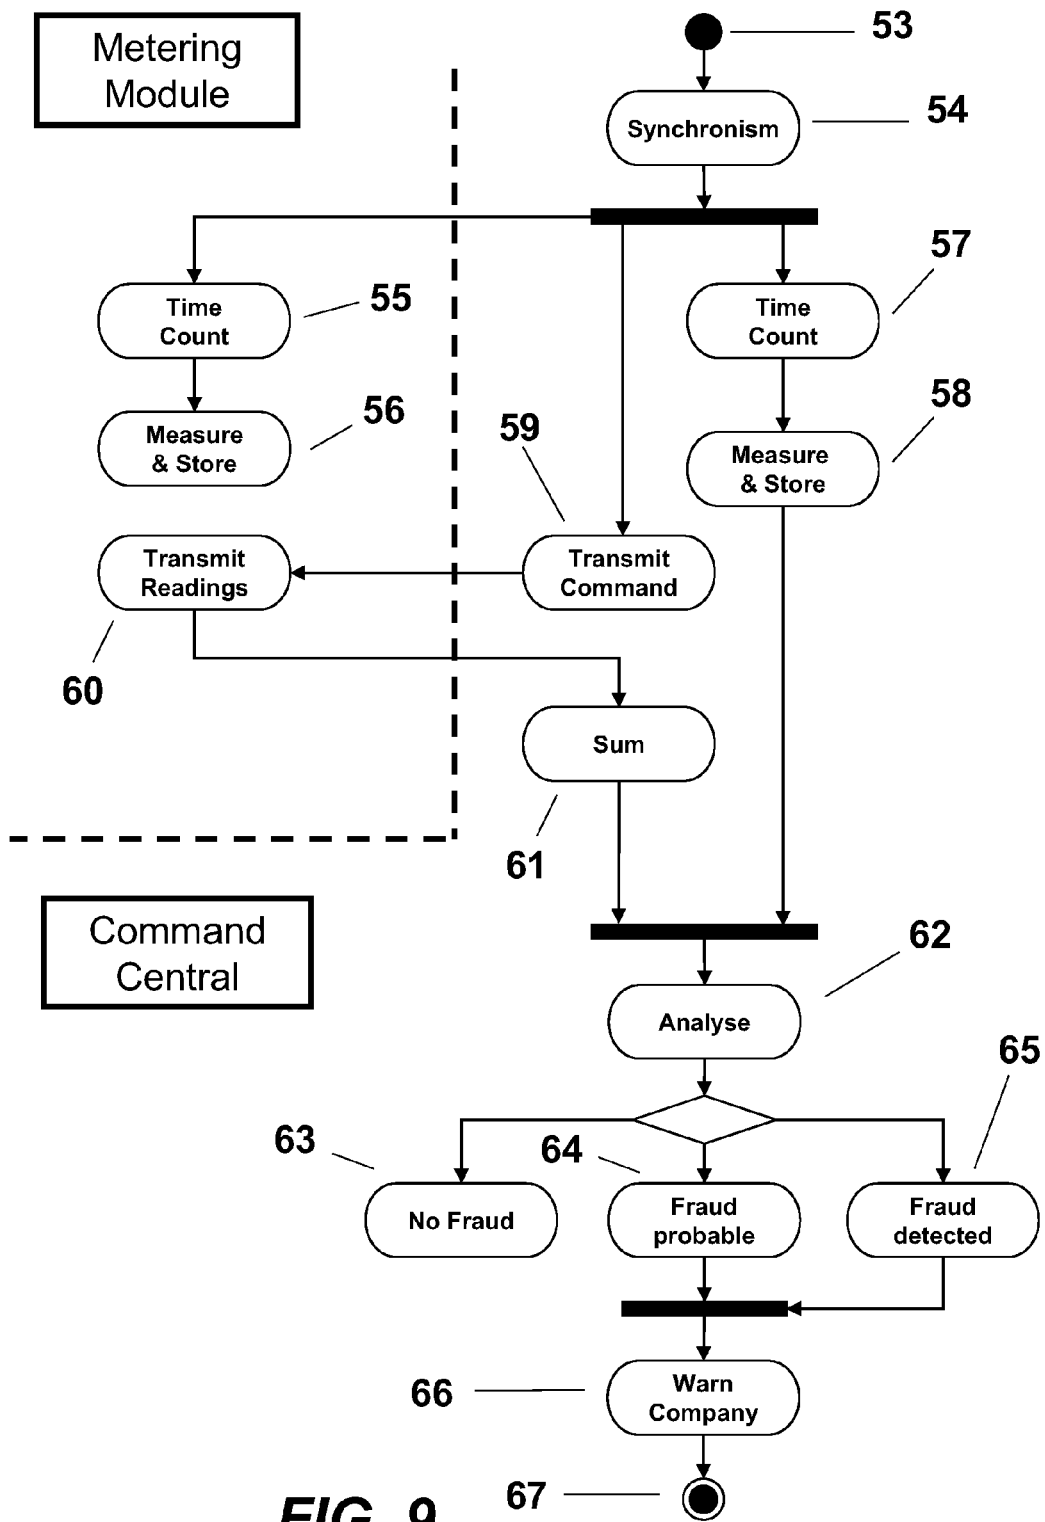 Metering
Module
53
Synchronism
54
57
Time
Count
55
Time
Count
Measure
& Store
56
59
58
Measure
& Store
Transmit
Readings
Transmit
Command
60
Sum
61
Command
Central
62
Analyse
65
63
64
No Fraud
Fraud
probable
Fraud
detected
66
Warn
Company
67
FIG. 9